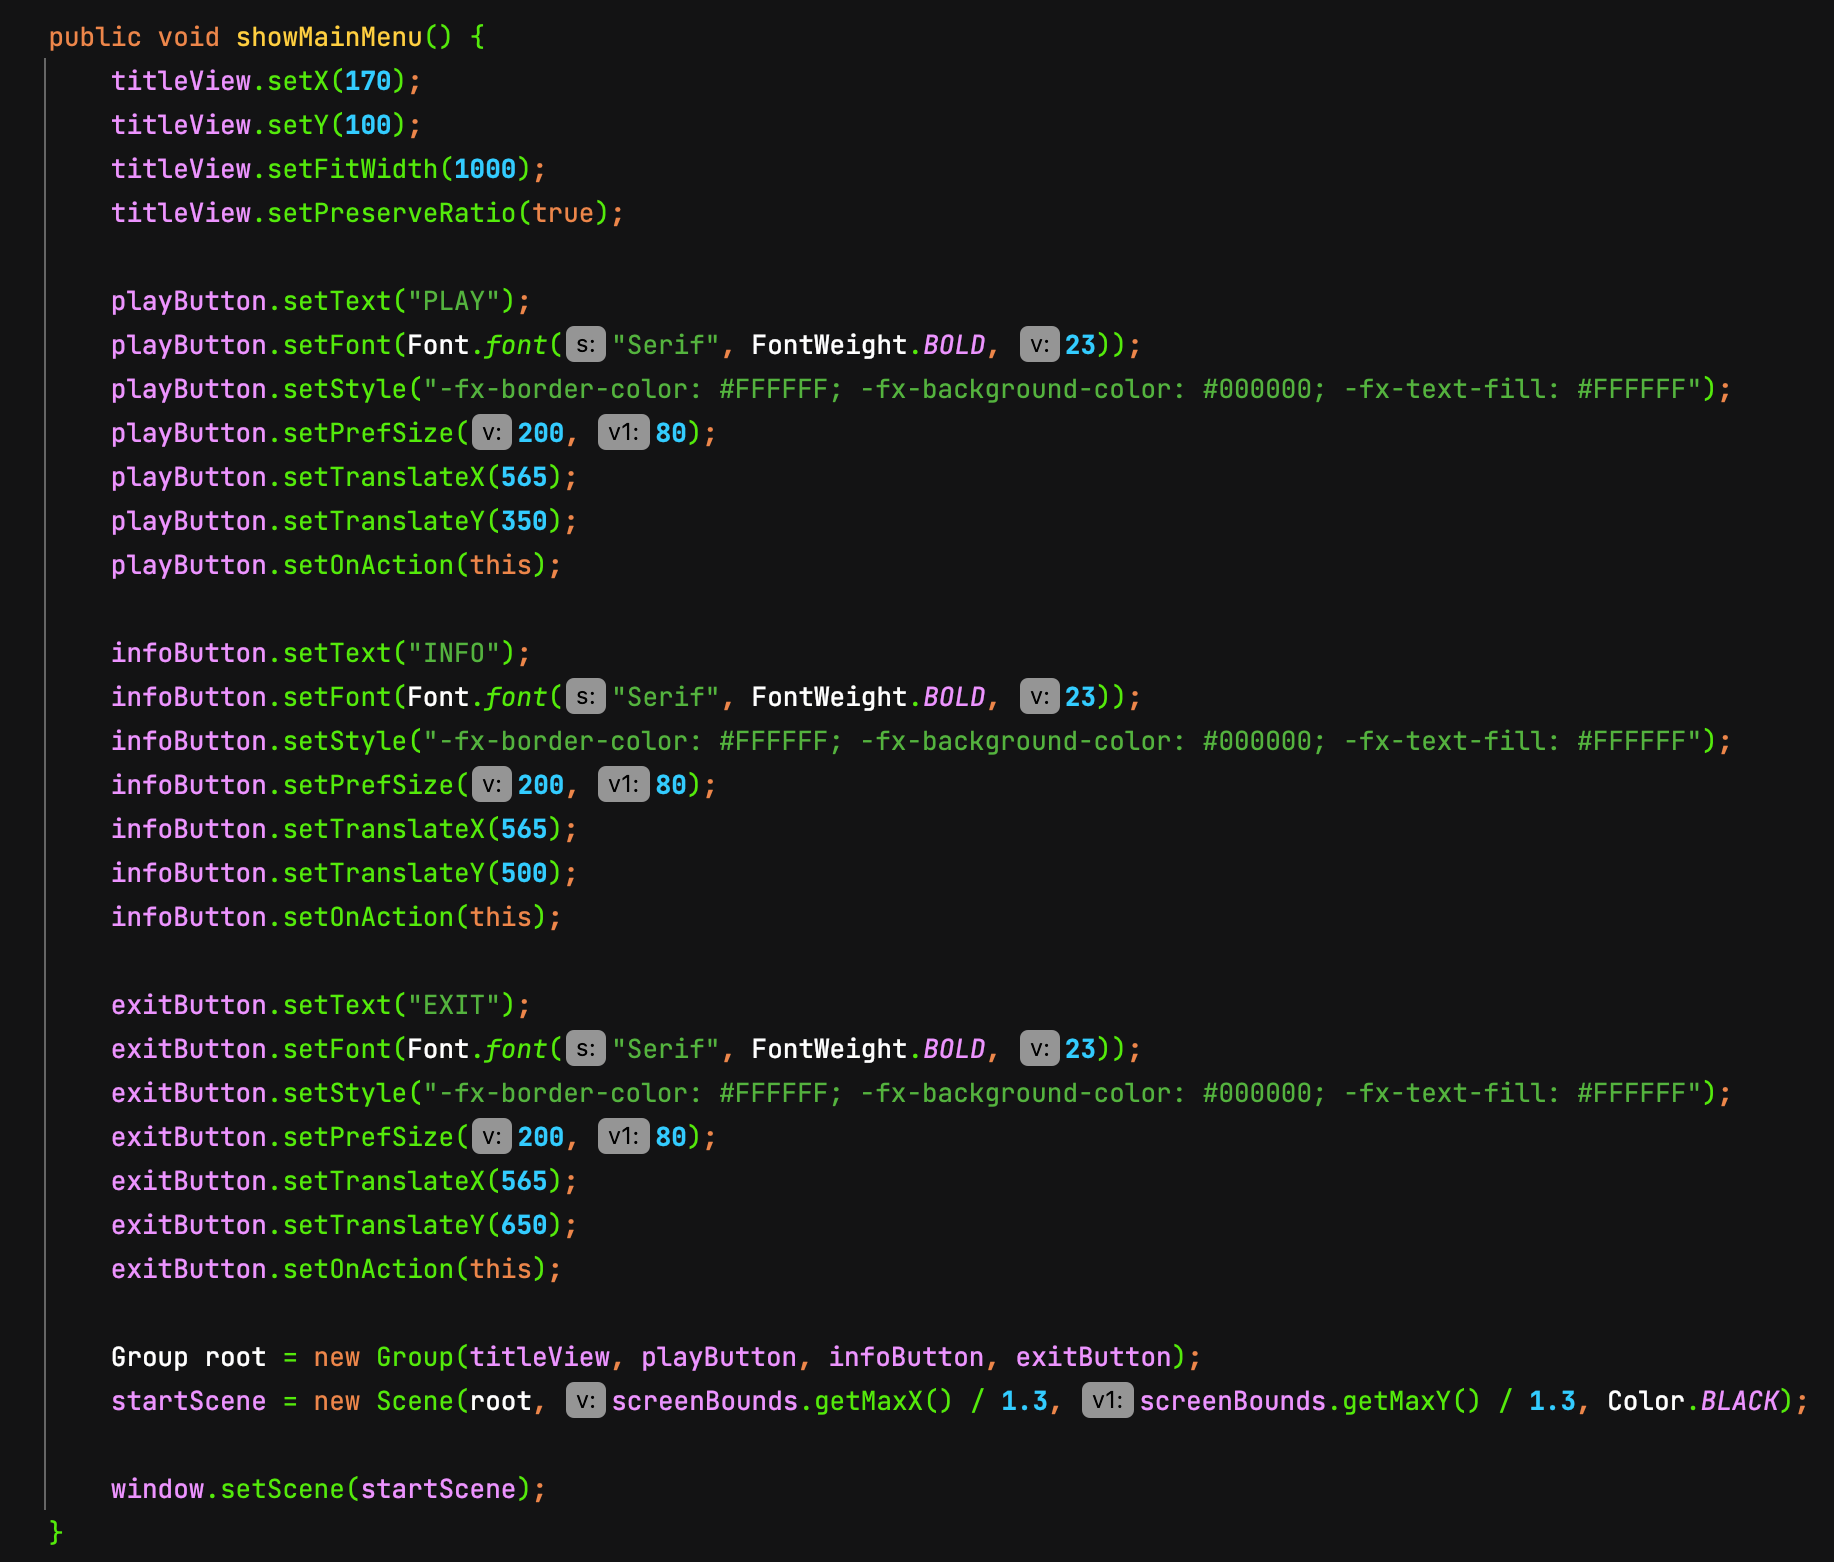 public void showMainMenu() {
titleView.setX(170);
titleView.setY(100);
titleView.setFitWidth(1000);
titleView.setPreserveRatio(true);
playButton.setText("PLAY");
playButton.setFont(Font.font( s: "Serif", FontWeight.BOLD, v: 23));
playButton.setStyle("-fx-border-color: #FFFFFF; -fx-background-color: #000000; -fx-text-fill: #FFFFFF");
playButton.setPrefSize( v: 200, v1: 80);
playButton.setTranslateX(565);
playButton.setTranslateY(350);
playButton.setOnAction(this);
infoButton.setText("INFO");
infoButton.setFont(Font.font( s: "Serif", FontWeight.BOLD, v: 23));
infoButton.setStyle("-fx-border-color: #FFFFFF; -fx-background-color: #000000; -fx-text-fill: #FFFFFF");
infoButton.setPrefSize( v: 200, v1: 80);
infoButton.setTranslateX(565);
infoButton.setTranslateY(500);
infoButton.setOnAction(this);
exitButton.setText("EXIT");
exitButton.setFont(Font.font( s: "Serif", FontWeight.BOLD, v: 23));
exitButton.setStyle("-fx-border-color: #FFFFFF; -fx-background-color: #000000; -fx-text-fill: #FFFFFF");
exitButton.setPrefSize( v: 200, v1: 80);
exitButton.setTranslateX(565);
exitButton.setTranslateY(650);
exitButton.setOnAction(this);
Group root = new Group(titleView, playButton, infoButton, exitButton);
startScene = new Scene(root, v: screenBounds.getMaxX() / 1.3, v1: screenBounds.getMaxY() / 1.3, Color.BLACK);
window.setScene(startScene);
}